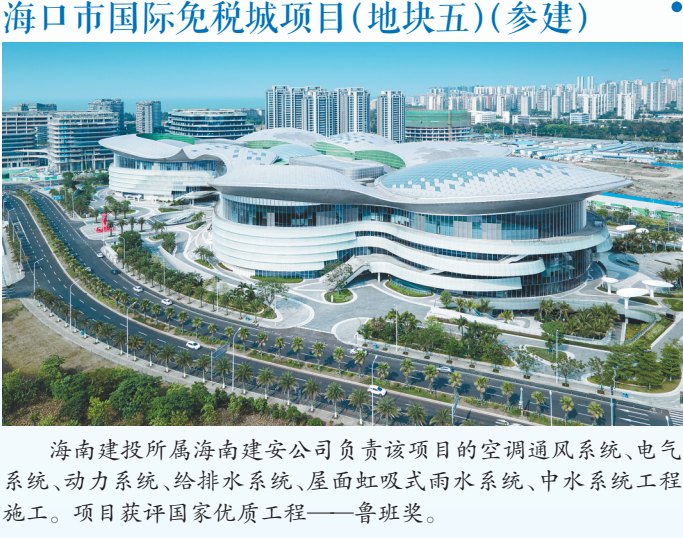 海口市国际免税城项目(地块五)(参建)
海南建投所属海南建安公司负责该项目的空调通风系统、电气
系统、动力系统、给排水系统、屋面虹吸式雨水系统、中水系统工程
施工。项目获评国家优质工程——鲁班奖。